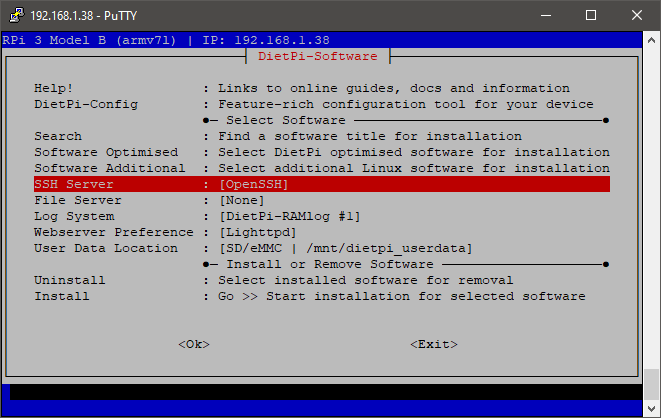 192.168.1.38 - PuTTY
RPi 3 Model B (armv7l) | IP: 192.168.1.38
DietPi-Software
Help! : Links to online guides, docs and information
DietPi-Config : Feature-rich configuration tool for your device
●─ Select Software ─●
Search : Find a software title for installation
Software Optimised : Select DietPi optimised software for installation
Software Additional : Select additional Linux software for installation
SSH Server : [OpenSSH]
File Server : [None]
Log System : [DietPi-RAMlog #1]
Webserver Preference : [Lighttpd]
User Data Location : [SD/eMMC | /mnt/dietpi_userdata]
●─ Install or Remove Software ─●
Uninstall : Select installed software for removal
Install : Go >> Start installation for selected software
<Ok> <Exit>